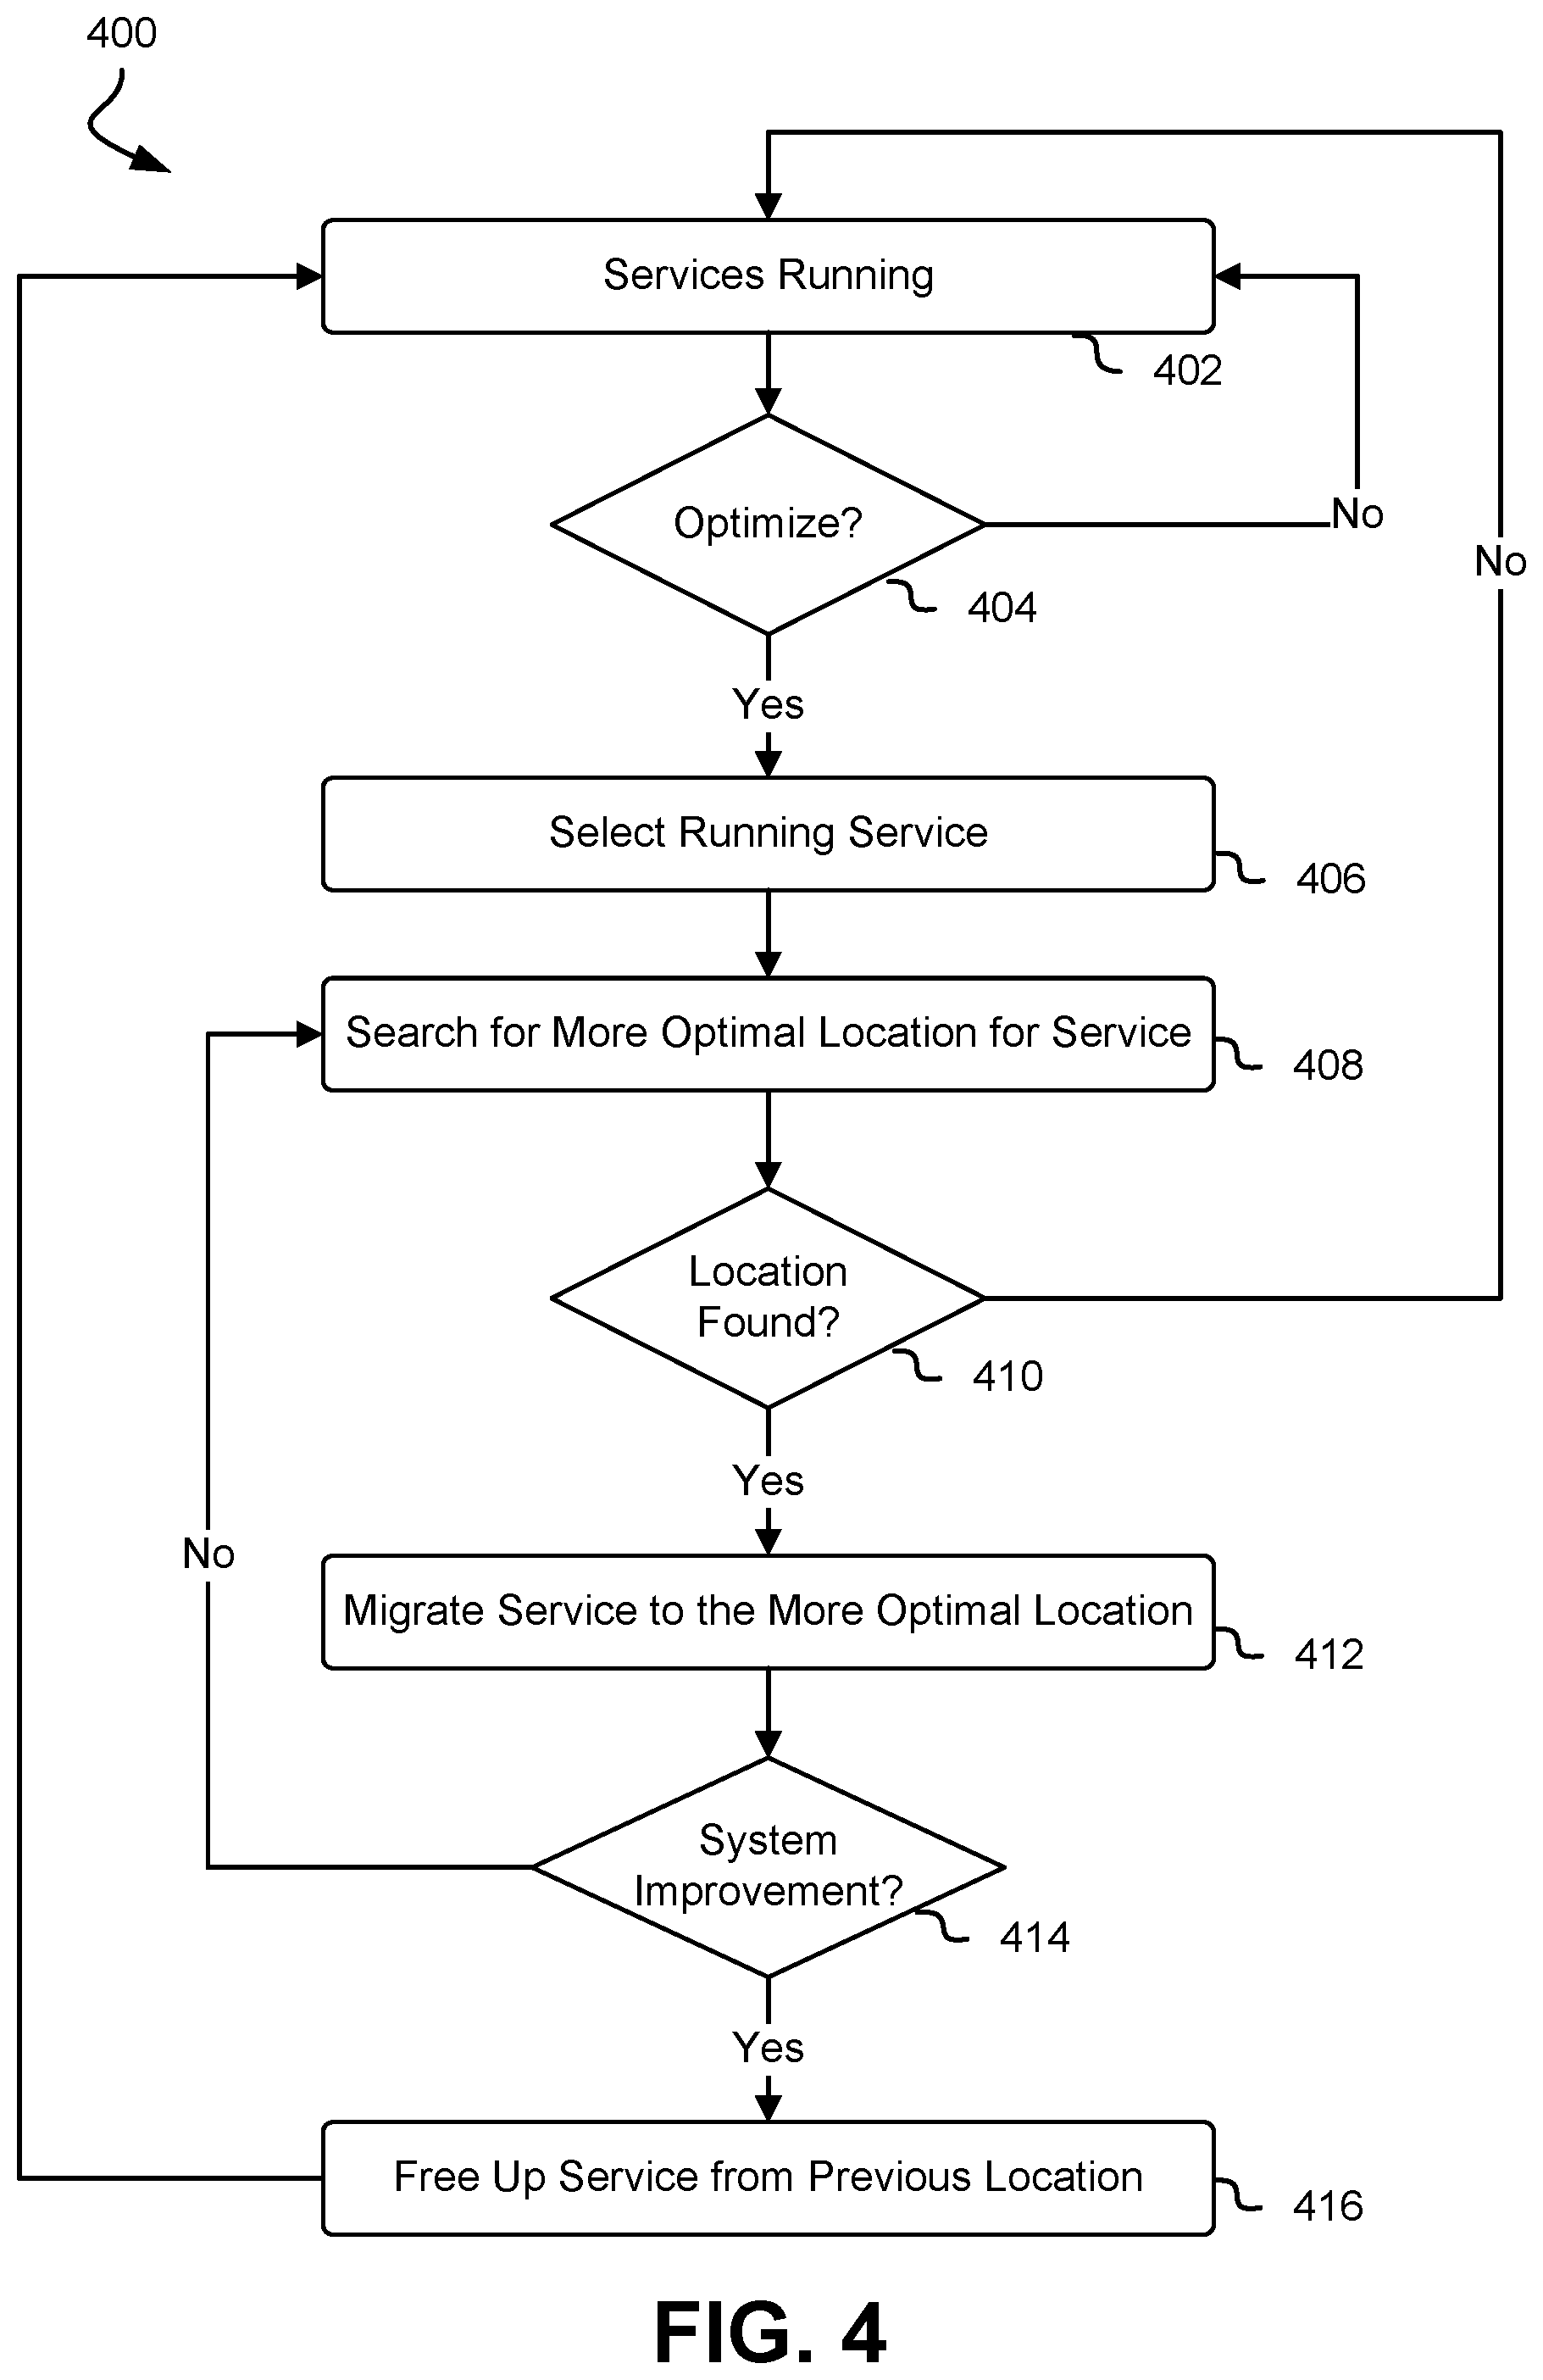 400
Services Running
402
Optimize?
No
404
No
Yes
Select Running Service
406
Search for More Optimal Location for Service
408
Location
Found?
410
Yes
No
Migrate Service to the More Optimal Location
412
System
Improvement?
414
Yes
Free Up Service from Previous Location
416
FIG. 4